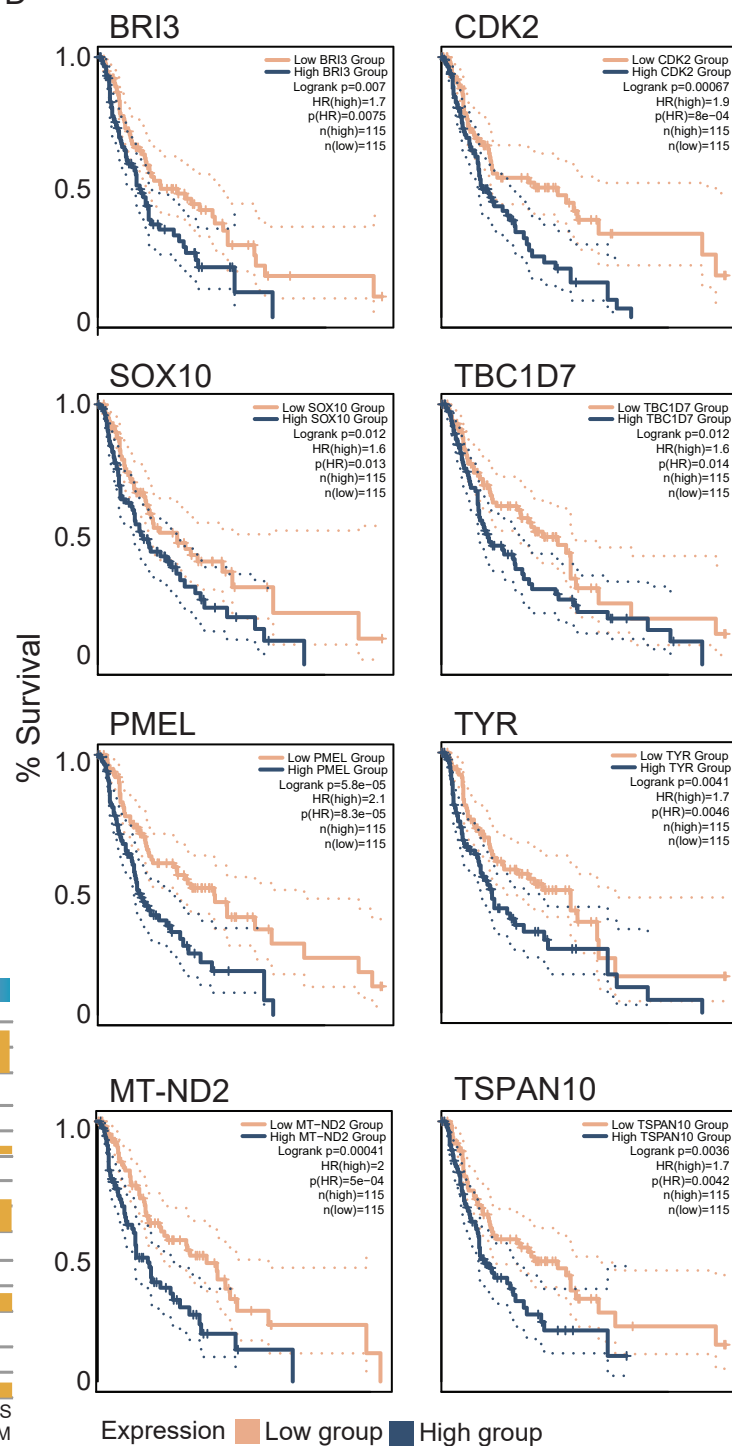 BRI3
1.0
0.5
0
Low BRI3 Group
High BRI3 Group
Logrank p=0.007
HR(high)=1.7
p(HR)=0.0075
n(high)=115
n(low)=115
CDK2
Low CDK2 Group
High CDK2 Group
Logrank p=0.00067
HR(high)=1.9
p(HR)=8e−04
n(high)=115
n(low)=115
SOX10
1.0
0.5
0
Low SOX10 Group
High SOX10 Group
Logrank p=0.012
HR(high)=1.6
p(HR)=0.013
n(high)=115
n(low)=115
TBC1D7
Low TBC1D7 Group
High TBC1D7 Group
Logrank p=0.012
HR(high)=1.6
p(HR)=0.014
n(high)=115
n(low)=115
% Survival
PMEL
1.0
0.5
0
Low PMEL Group
High PMEL Group
Logrank p=5.8e−05
HR(high)=2.1
p(HR)=8.3e−05
n(high)=115
n(low)=115
TYR
Low TYR Group
High TYR Group
Logrank p=0.0041
HR(high)=1.7
p(HR)=0.0046
n(high)=115
n(low)=115
MT-ND2
1.0
0.5
0
Low MT−ND2 Group
High MT−ND2 Group
Logrank p=0.00041
HR(high)=2
p(HR)=5e−04
n(high)=115
n(low)=115
TSPAN10
Low TSPAN10 Group
High TSPAN10 Group
Logrank p=0.0036
HR(high)=1.7
p(HR)=0.0042
n(high)=115
n(low)=115
S
M
Expression Low group High group